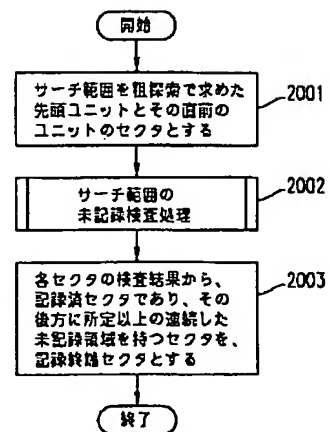 開始
サーチ範囲を粗探索で求めた
先頭ユニットとその直前の
ユニットのセクタとする
2001
サーチ範囲の
未記録検査処理
2002
各セクタの検査結果から、
記録済セクタであり、その
後方に所定以上の連続した
未記録領域を持つセクタを、
記録終端セクタとする
2003
終了